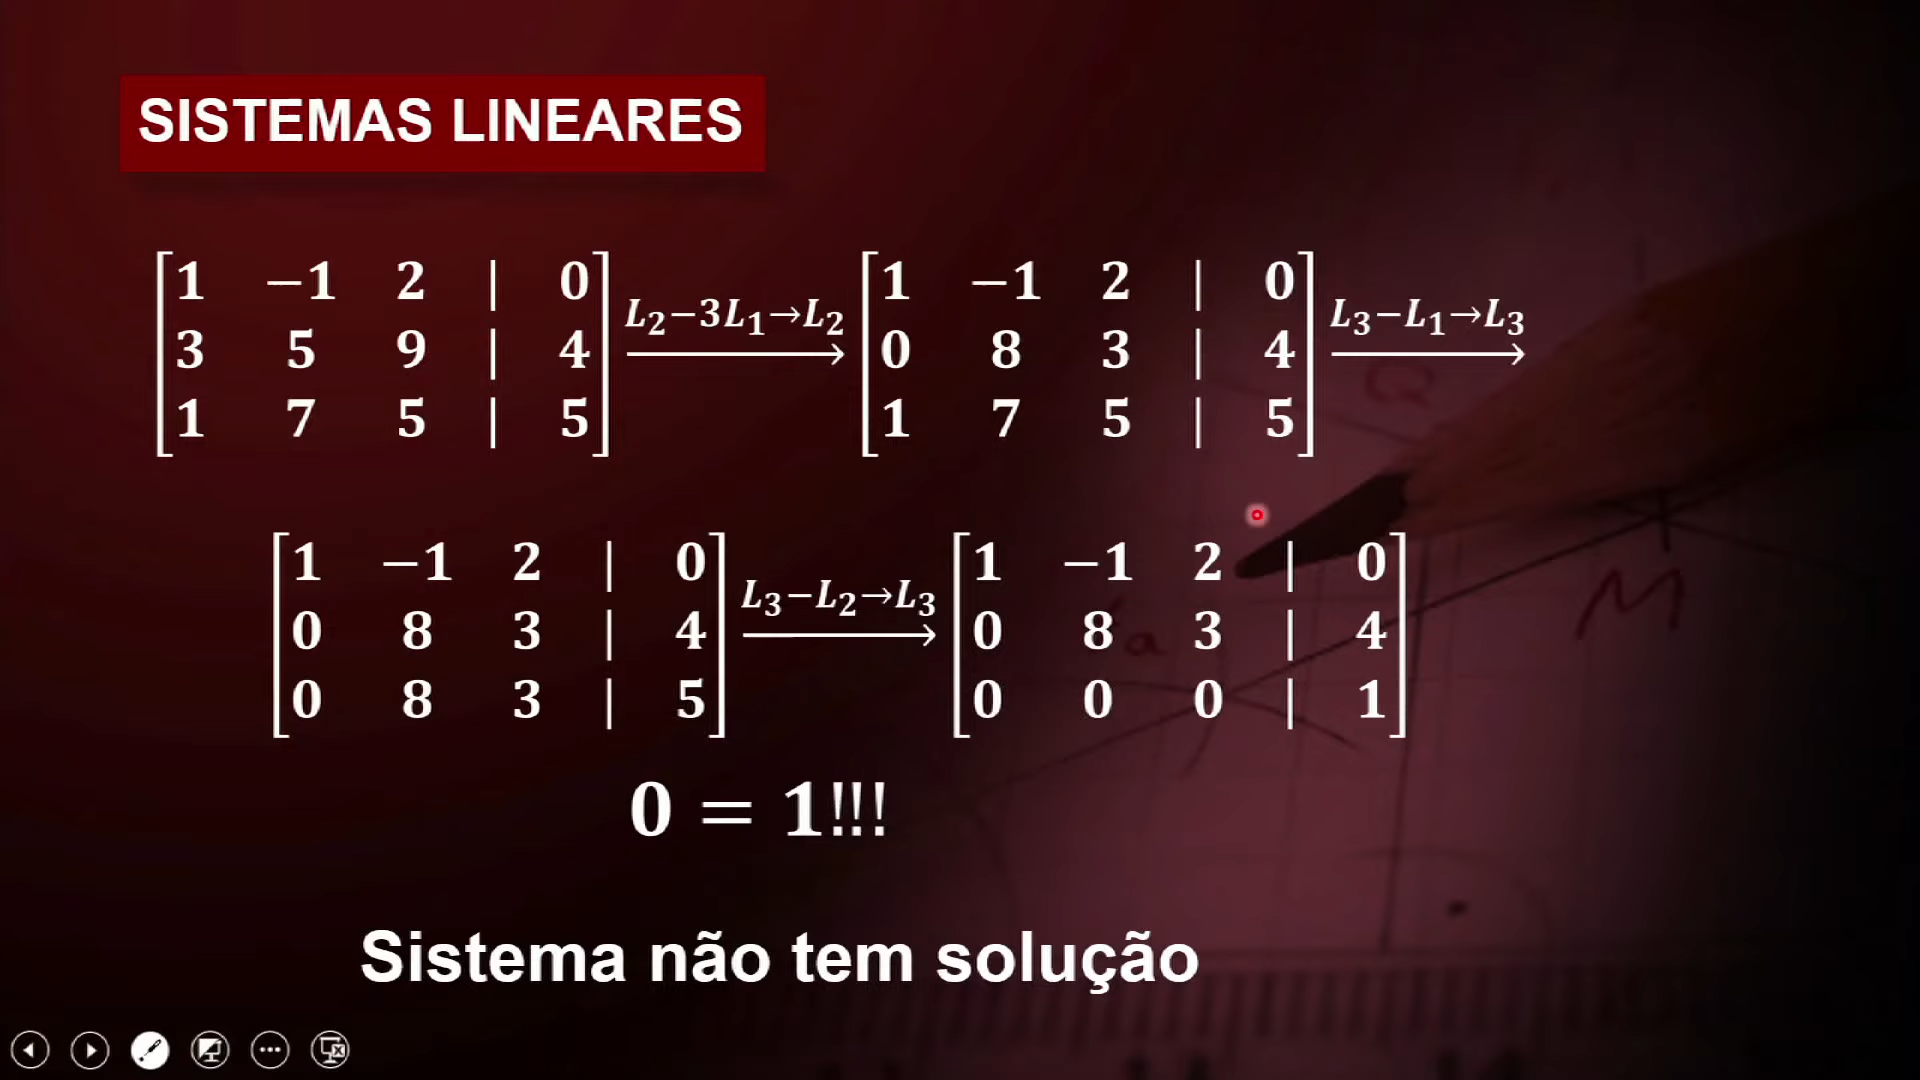 SISTEMAS LINEARES
[1 −1 2 | 0] L₂−3L₁→L₂ [1 −1 2 | 0] L₃−L₁→L₃
[3 5 9 | 4] [0 8 3 | 4]
[1 7 5 | 5] [1 7 5 | 5]
[1 −1 2 | 0] L₃−L₂→L₃ [1 −1 2 | 0]
[0 8 3 | 4] [0 8 3 | 4]
[0 8 3 | 5] [0 0 0 | 1]
0 = 1!!!
Sistema não tem solução
M
a
Q